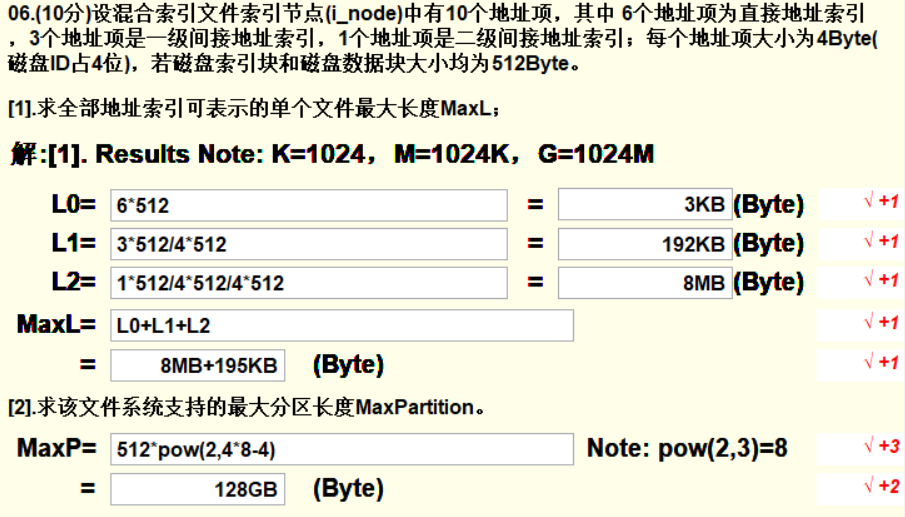 06.(10分)设混合索引文件索引节点(i_node)中有10个地址项，其中 6个地址项为直接地址索引
，3个地址项是一级间接地址索引，1个地址项是二级间接地址索引；每个地址项大小为4Byte(
磁盘ID占4位)，若磁盘索引块和磁盘数据块大小均为512Byte。
[1].求全部地址索引可表示的单个文件最大长度MaxL；
解:[1]. Results Note: K=1024，M=1024K，G=1024M
L0= 6*512 = 3KB (Byte) √ +1
L1= 3*512/4*512 = 192KB (Byte) √ +1
L2= 1*512/4*512/4*512 = 8MB (Byte) √ +1
MaxL= L0+L1+L2 √ +1
= 8MB+195KB (Byte) √ +1
[2].求该文件系统支持的最大分区长度MaxPartition。
MaxP= 512*pow(2,4*8-4) Note: pow(2,3)=8 √ +3
= 128GB (Byte) √ +2